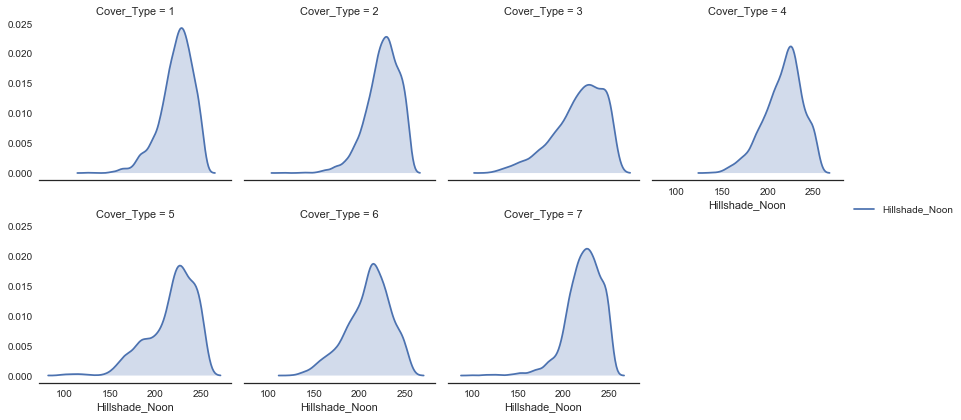 Cover_Type = 1
Cover_Type = 2
Cover_Type = 3
Cover_Type = 4
0.025
0.020
0.015
0.010
0.005
0.000
100 150 200 250
Hillshade_Noon
Hillshade_Noon
Cover_Type = 5
Cover_Type = 6
Cover_Type = 7
0.025
0.020
0.015
0.010
0.005
0.000
100 150 200 250
100 150 200 250
100 150 200 250
Hillshade_Noon
Hillshade_Noon
Hillshade_Noon